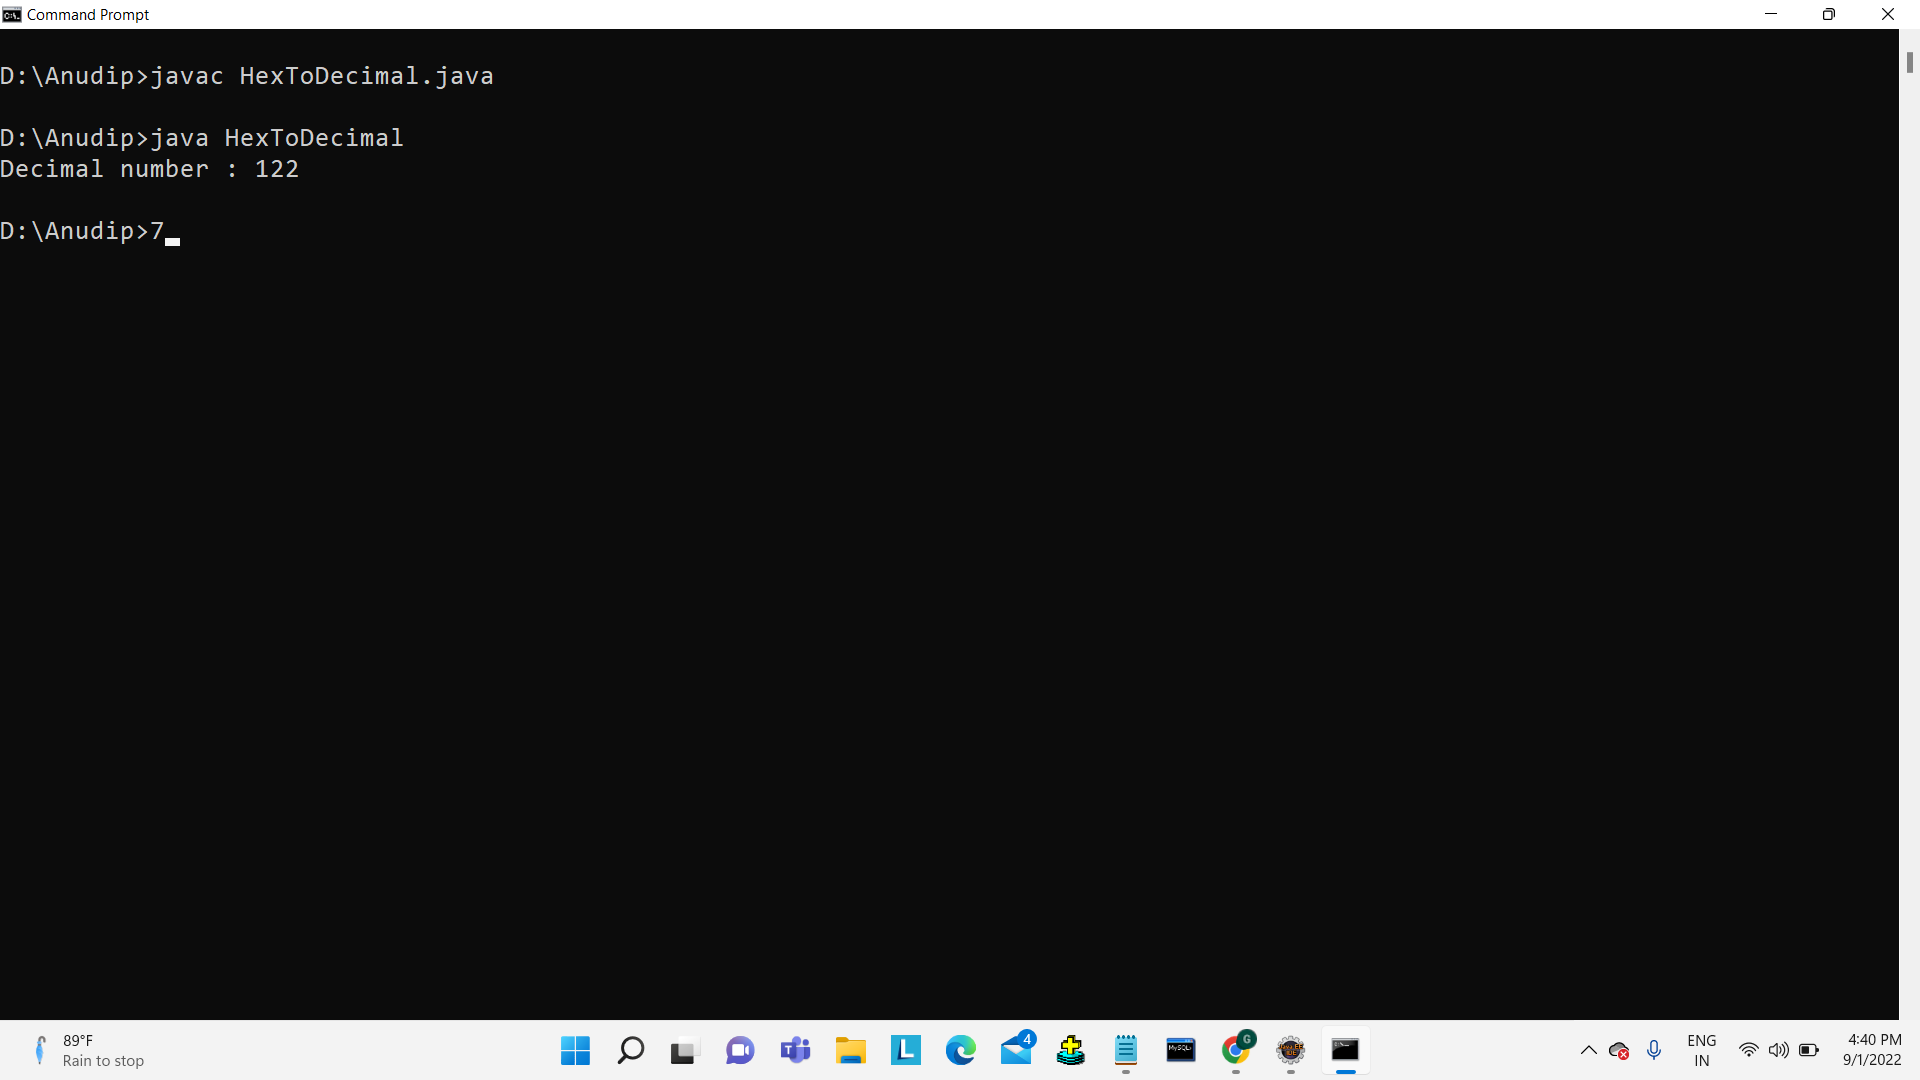 Command Prompt
D:\Anudip>javac HexToDecimal.java
D:\Anudip>java HexToDecimal
Decimal number : 122
D:\Anudip>7
89°F
Rain to stop
4
G
MySQL
ENG
IN
4:40 PM
9/1/2022